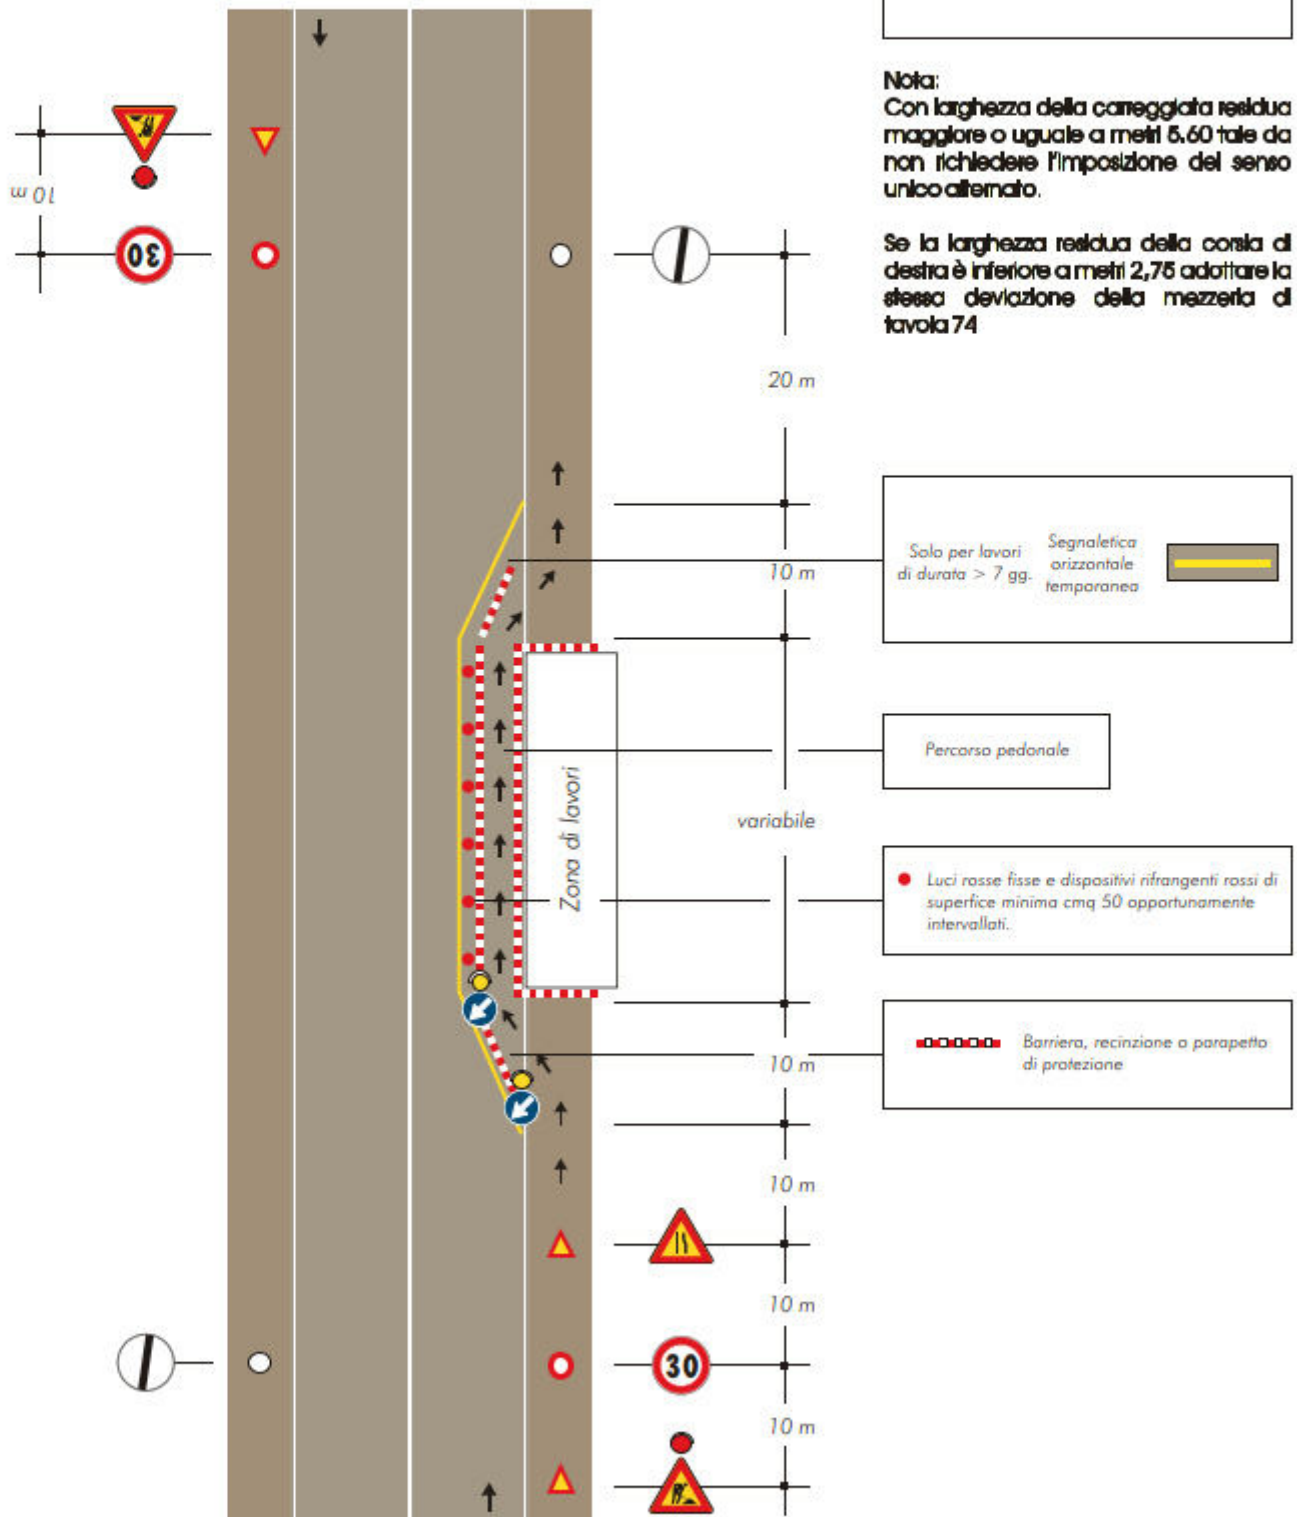 Nota:
Con larghezza della carreggiata residua
maggiore o uguale a metri 5.60 tale da
non richiedere l'imposizione del senso
unico alternato.
Se la larghezza residua della corsia di
destra è inferiore a metri 2,75 adottare la
stessa deviazione della mezzeria di
tavola 74
10 m
30
20 m
10 m
Solo per lavori
di durata > 7 gg.
Segnaletica
orizzontale
temporanea
Percorso pedonale
Zona di lavori
variabile
Luci rosse fisse e dispositivi rifrangenti rossi di
superfice minima cmq 50 opportunamente
intervallati.
Barriera, recinzione o parapetto
di protezione
10 m
10 m
10 m
30
10 m